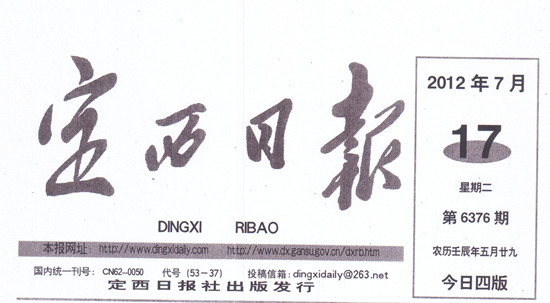 定西日報
DINGXI RIBAO
本报网址: http://www.dingxidaily.com http://www.dx.gansu.gov.cn/dxrb.htm
国内统一刊号: CN62-0050 代号 (53-37) 投稿信箱: dingxidaily@263.net
定西日报社出版发行
2012年7月
17
星期二
第6376期
农历壬辰年五月廿九
今日四版